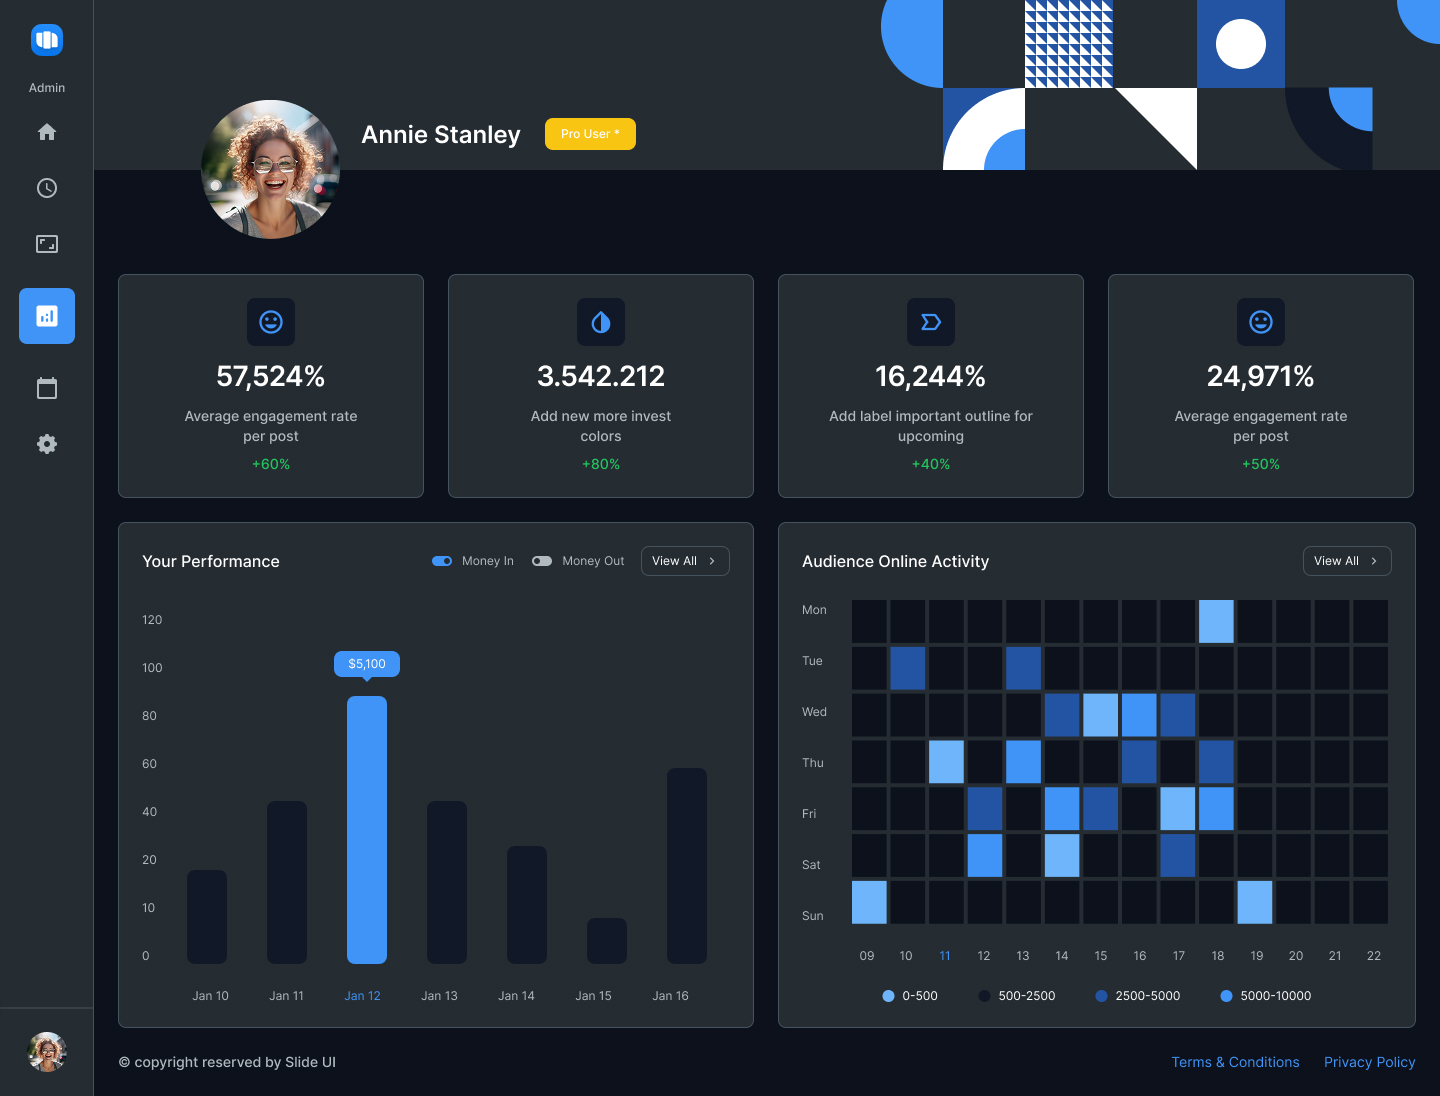 Admin
Annie Stanley
Pro User *
57,524%
Average engagement rate
per post
+60%
3.542.212
Add new more invest
colors
+80%
16,244%
Add label important outline for
upcoming
+40%
24,971%
Average engagement rate
per post
+50%
Your Performance
Money In
Money Out
View All
120
100
80
60
40
20
10
0
$5,100
Jan 10
Jan 11
Jan 12
Jan 13
Jan 14
Jan 15
Jan 16
Audience Online Activity
View All
Mon
Tue
Wed
Thu
Fri
Sat
Sun
09 10 11 12 13 14 15 16 17 18 19 20 21 22
0-500
500-2500
2500-5000
5000-10000
© copyright reserved by Slide UI
Terms & Conditions
Privacy Policy